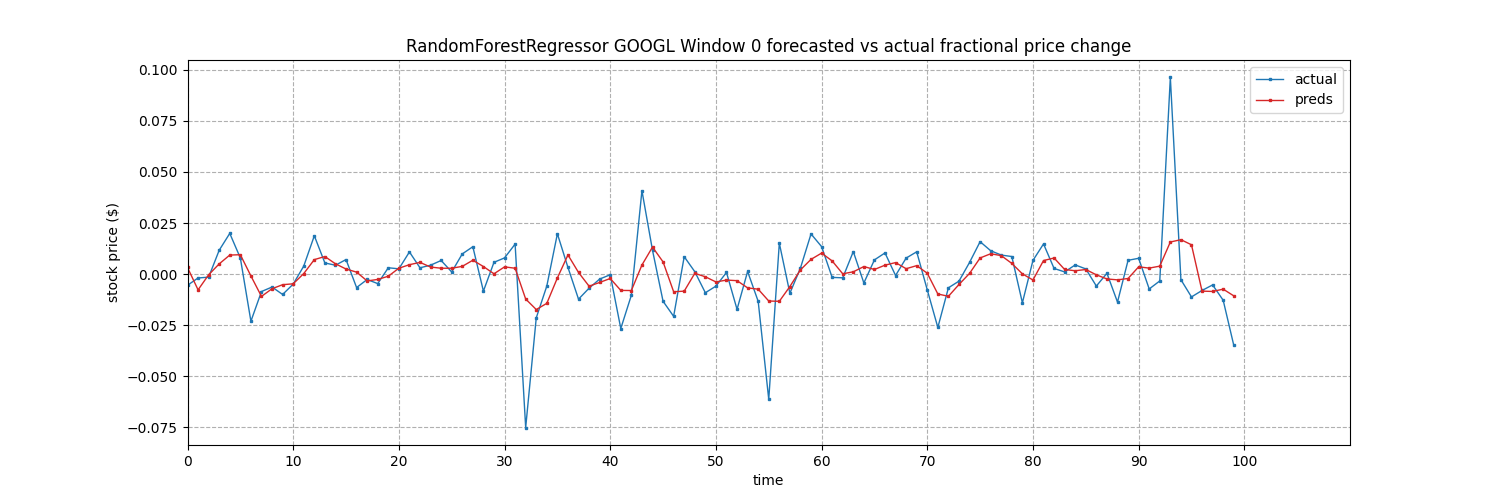 RandomForestRegressor GOOGL Window 0 forecasted vs actual fractional price change
actual
preds
stock price ($)
0.100
0.075
0.050
0.025
0.000
−0.025
−0.050
−0.075
0 10 20 30 40 50 60 70 80 90 100
time